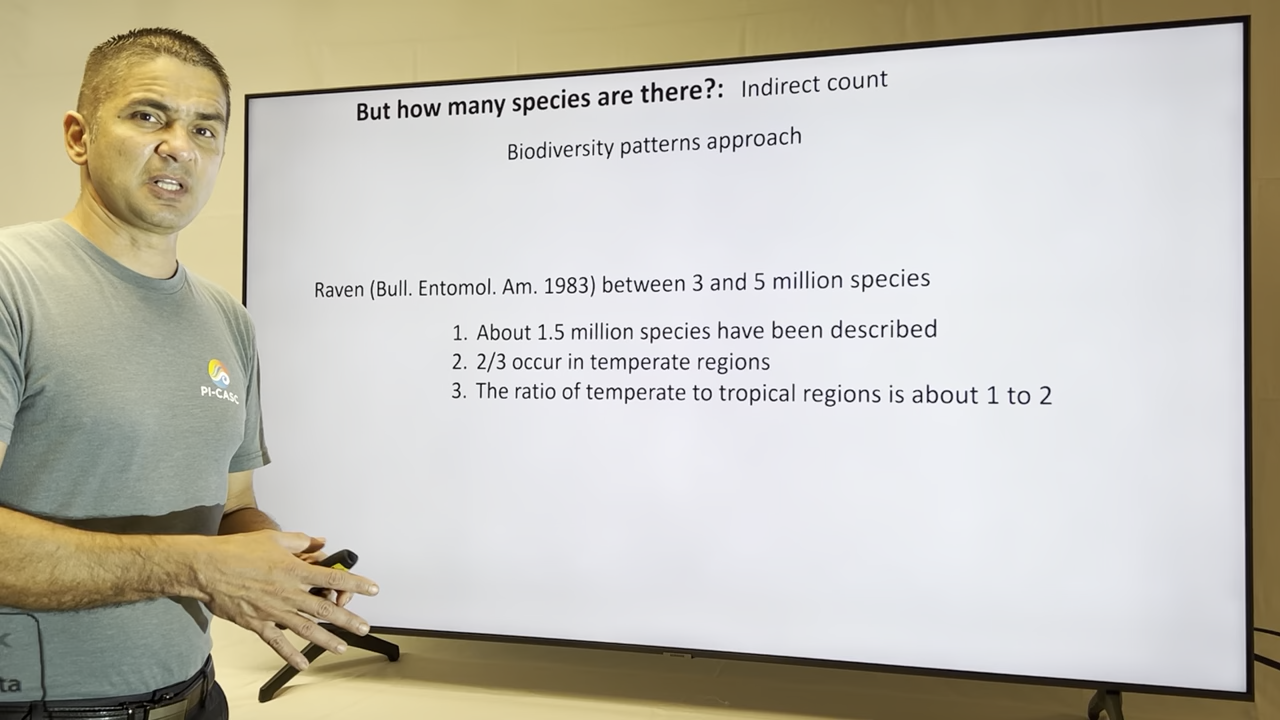 But how many species are there?: Indirect count
Biodiversity patterns approach
Raven (Bull. Entomol. Am. 1983) between 3 and 5 million species
1. About 1.5 million species have been described
2. 2/3 occur in temperate regions
3. The ratio of temperate to tropical regions is about 1 to 2
PI-CASC